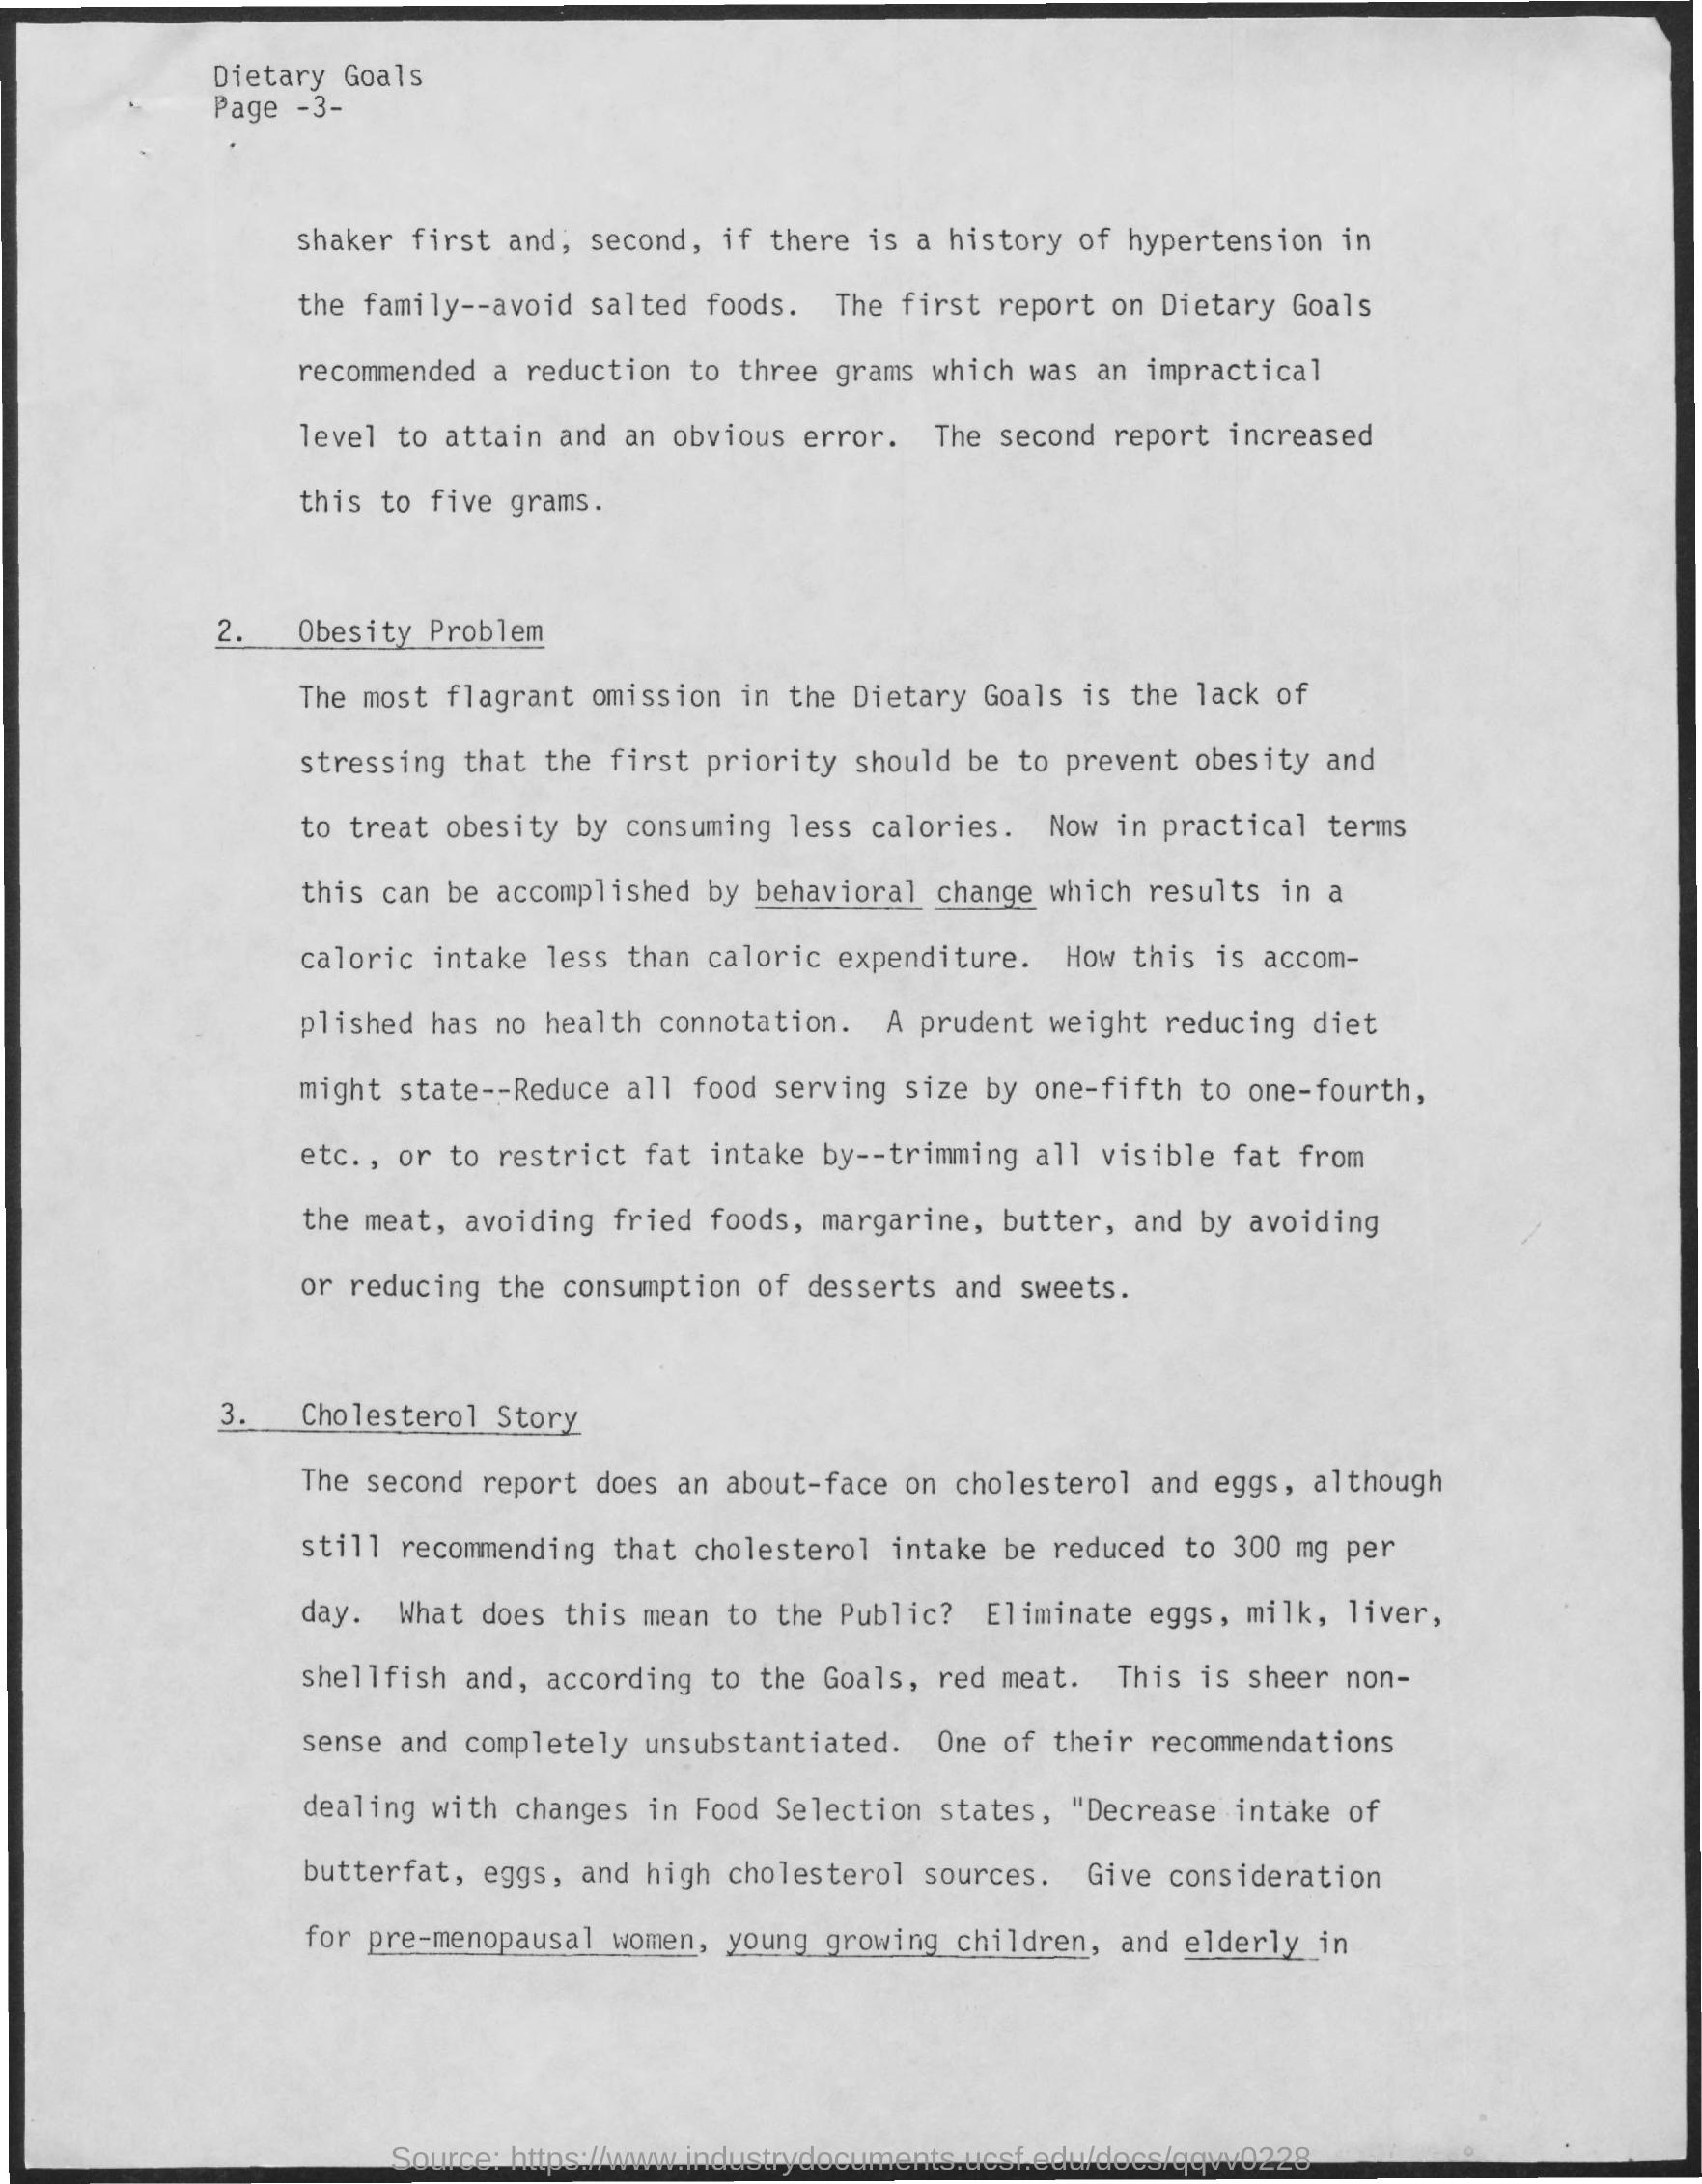 Dietary Goals
Page -3-
shaker first and, second, if there is a history of hypertension in
the family--avoid salted foods. The first report on Dietary Goals
recommended a reduction to three grams which was an impractical
level to attain and an obvious error. The second report increased
this to five grams.
2. Obesity Problem
The most flagrant omission in the Dietary Goals is the lack of
stressing that the first priority should be to prevent obesity and
to treat obesity by consuming less calories. Now in practical terms
this can be accomplished by behavioral change which results in a
caloric intake less than caloric expenditure. How this is accom-
plished has no health connotation. A prudent weight reducing diet
might state--Reduce all food serving size by one-fifth to one-fourth,
etc., or to restrict fat intake by--trimming all visible fat from
the meat, avoiding fried foods, margarine, butter, and by avoiding
or reducing the consumption of desserts and sweets.
3. Cholesterol Story
The second report does an about-face on cholesterol and eggs, although
still recommending that cholesterol intake be reduced to 300 mg per
day. What does this mean to the Public? Eliminate eggs, milk, liver,
shellfish and, according to the Goals, red meat. This is sheer non-
sense and completely unsubstantiated. One of their recommendations
dealing with changes in Food Selection states, "Decrease intake of
butterfat, eggs, and high cholesterol sources. Give consideration
for pre-menopausal women, young growing children, and elderly in
Source: https://www.industrydocuments.ucsf.edu/docs/qqvv0228